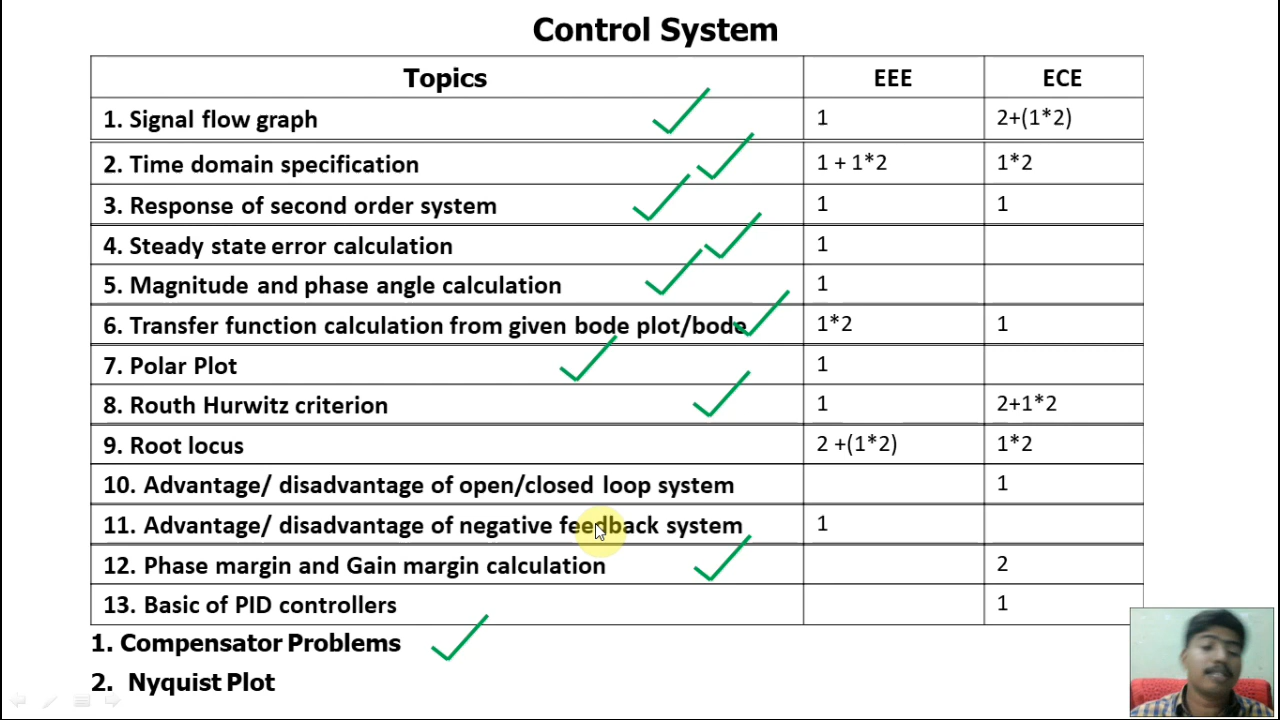 Control System
Topics EEE ECE
1. Signal flow graph 1 2+(1*2)
2. Time domain specification 1 + 1*2 1*2
3. Response of second order system 1 1
4. Steady state error calculation 1
5. Magnitude and phase angle calculation 1
6. Transfer function calculation from given bode plot/bode 1*2 1
7. Polar Plot 1
8. Routh Hurwitz criterion 1 2+1*2
9. Root locus 2 +(1*2) 1*2
10. Advantage/ disadvantage of open/closed loop system 1
11. Advantage/ disadvantage of negative feedback system 1
12. Phase margin and Gain margin calculation 2
13. Basic of PID controllers 1
1. Compensator Problems
2. Nyquist Plot